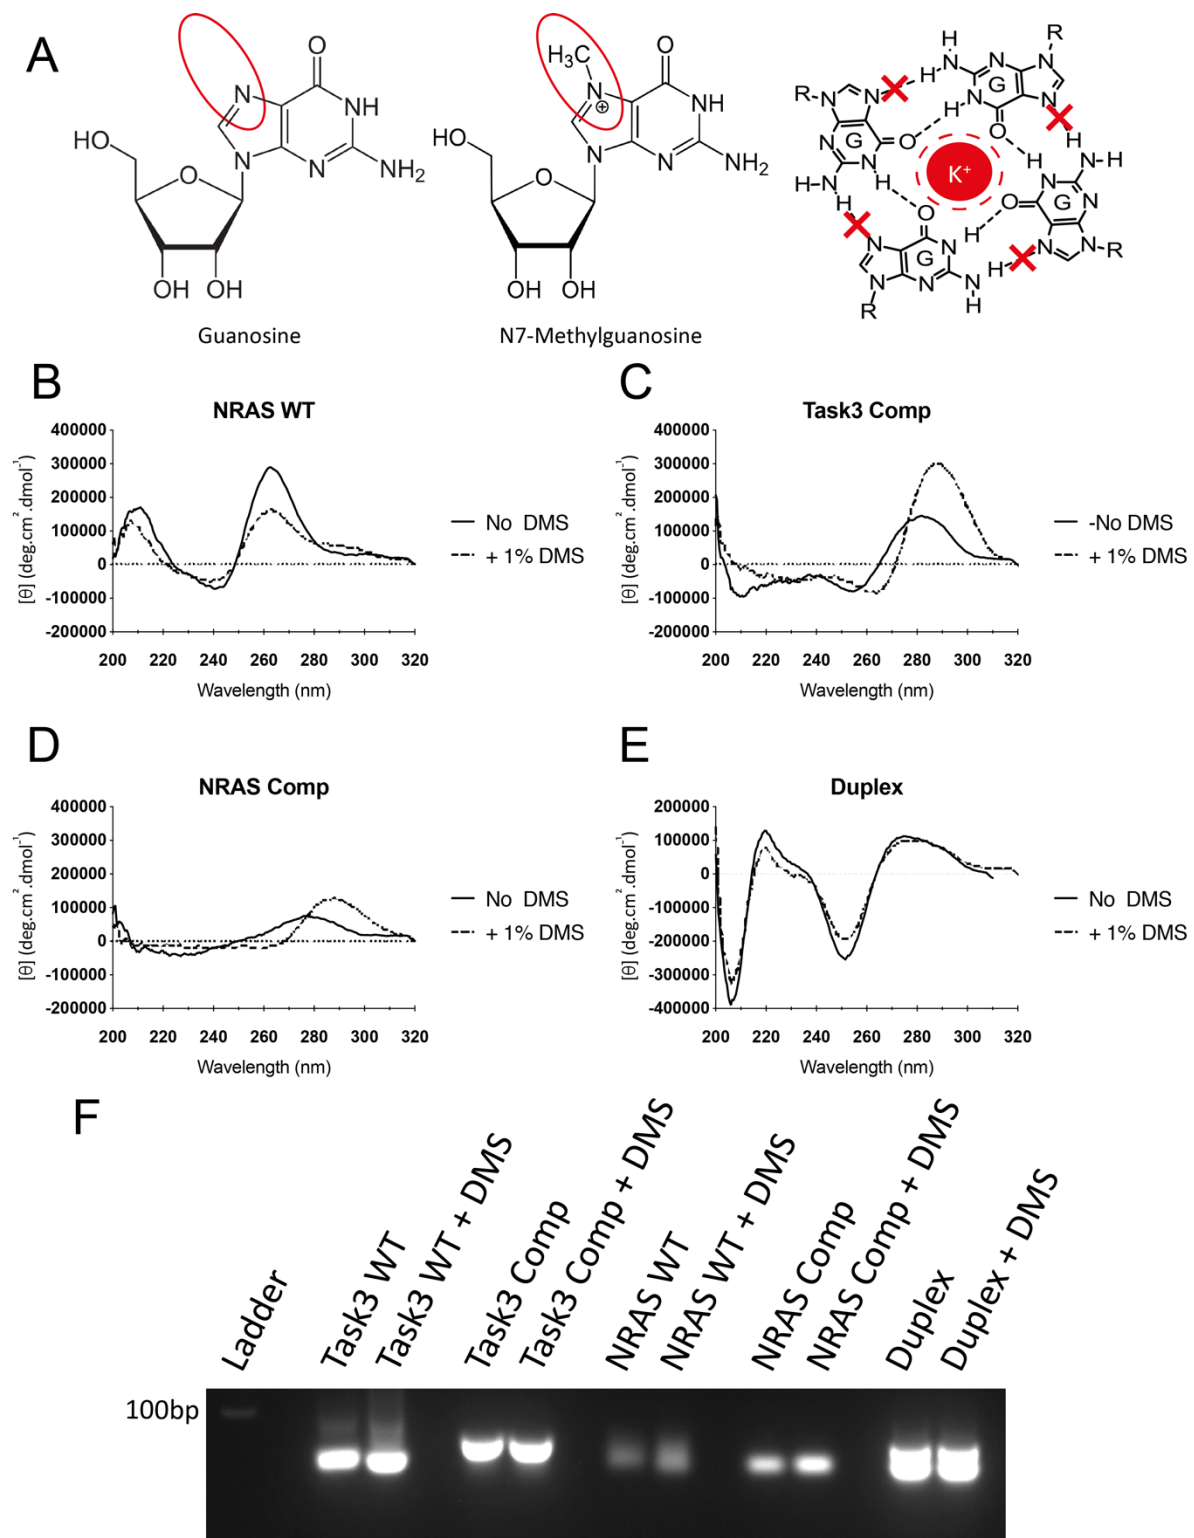 A
N
O
NH
N
N
NH₂
HO
O
OH OH
Guanosine
H₃C
N
⊕
O
NH
N
N
NH₂
HO
O
OH OH
N7-Methylguanosine
R
N
N
H
N
N
N
H
G
H
N
O
N
R
N
N
G
O
N
NH
H
N
H
H
K⁺
H
N
H
H
N
G
N
O
N
N
R
H
O
N
NH
G
N
N
R
N
H
H
H
B
NRAS WT
400000
300000
200000
100000
0
-100000
-200000
[θ] (deg.cm².dmol⁻¹)
200 220 240 260 280 300 320
Wavelength (nm)
No DMS
+ 1% DMS
C
Task3 Comp
400000
300000
200000
100000
0
-100000
-200000
[θ] (deg.cm².dmol⁻¹)
200 220 240 260 280 300 320
Wavelength (nm)
-No DMS
+ 1% DMS
D
NRAS Comp
400000
300000
200000
100000
0
-100000
-200000
[θ] (deg.cm².dmol⁻¹)
200 220 240 260 280 300 320
Wavelength (nm)
No DMS
+ 1% DMS
E
Duplex
200000
100000
0
-100000
-200000
-300000
-400000
[θ] (deg.cm².dmol⁻¹)
200 220 240 260 280 300 320
Wavelength (nm)
No DMS
+ 1% DMS
F
Ladder
Task3 WT
Task3 WT + DMS
Task3 Comp
Task3 Comp + DMS
NRAS WT
NRAS WT + DMS
NRAS Comp
NRAS Comp + DMS
Duplex
Duplex + DMS
100bp